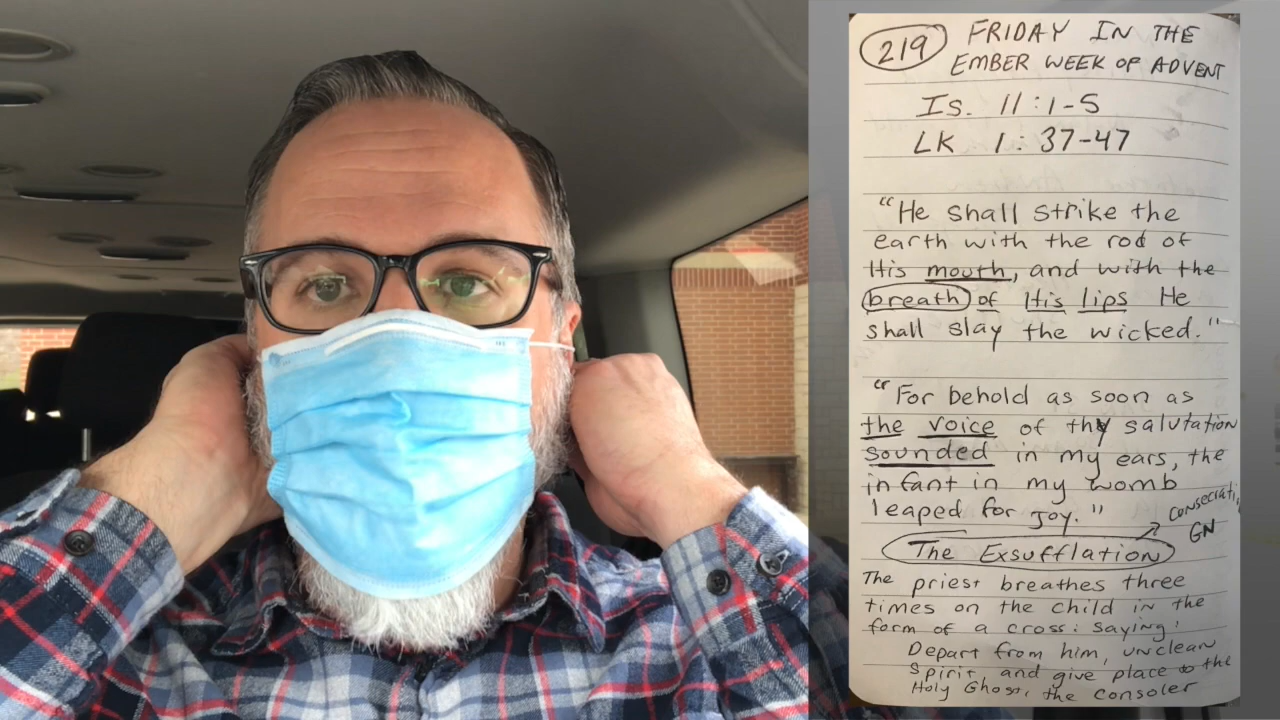 219 FRIDAY IN THE
EMBER WEEK OF ADVENT
Is. 11:1-5
LK 1:37-47
"He shall strike the
earth with the rod of
His mouth, and with the
breath of His lips He
shall slay the wicked."
"For behold as soon as
the voice of thy salutation
sounded in my ears, the
infant in my womb
leaped for joy."
The Exsufflation
GN
The priest breathes three
times on the child in the
form of a cross: saying:
Depart from him, unclean
Spirit and give place to the
Holy Ghost, the consoler